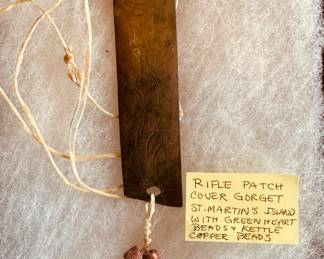 RIFLE PATCH
COVER GORGET
ST. MARTIN'S ISLAND
WITH GREEN HEART
BEADS & KETTLE
COPPER BEADS